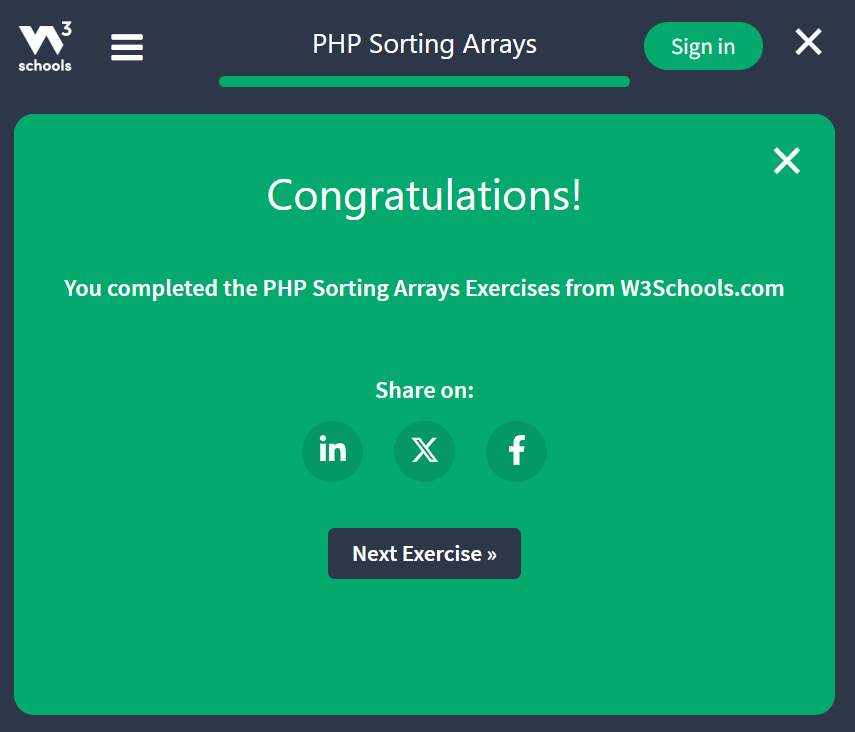 W3
schools
PHP Sorting Arrays
Sign in
Congratulations!
You completed the PHP Sorting Arrays Exercises from W3Schools.com
Share on:
in
X
f
Next Exercise »